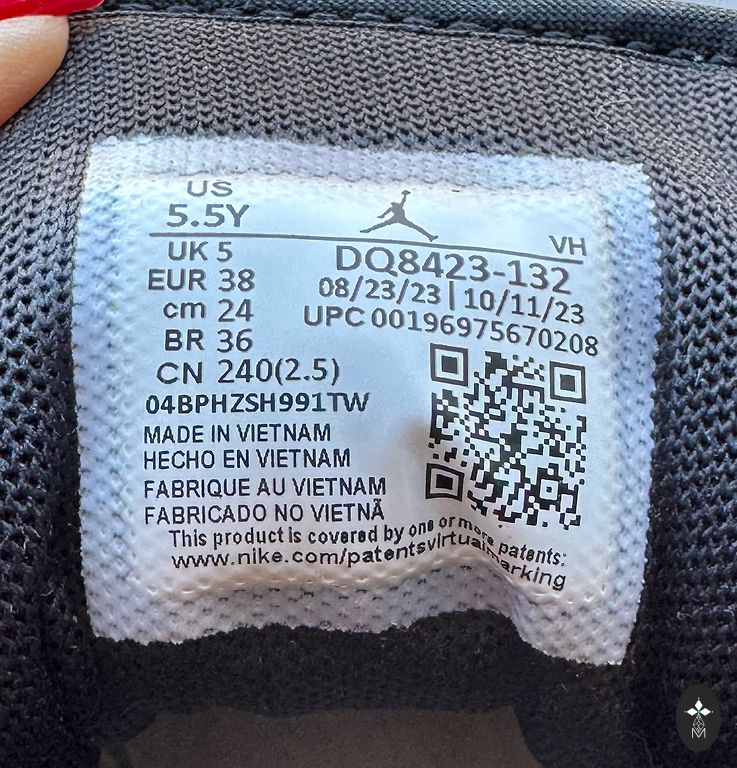 US
5.5Y
VH
UK 5
EUR 38
cm 24
BR 36
CN 240(2.5)
DQ8423-132
08/23/23 | 10/11/23
UPC 00196975670208
04BPHZSH991TW
MADE IN VIETNAM
HECHO EN VIETNAM
FABRIQUE AU VIETNAM
FABRICADO NO VIETNÃ
This product is covered by one or more patents:
www.nike.com/patentsvirtualmarking
M